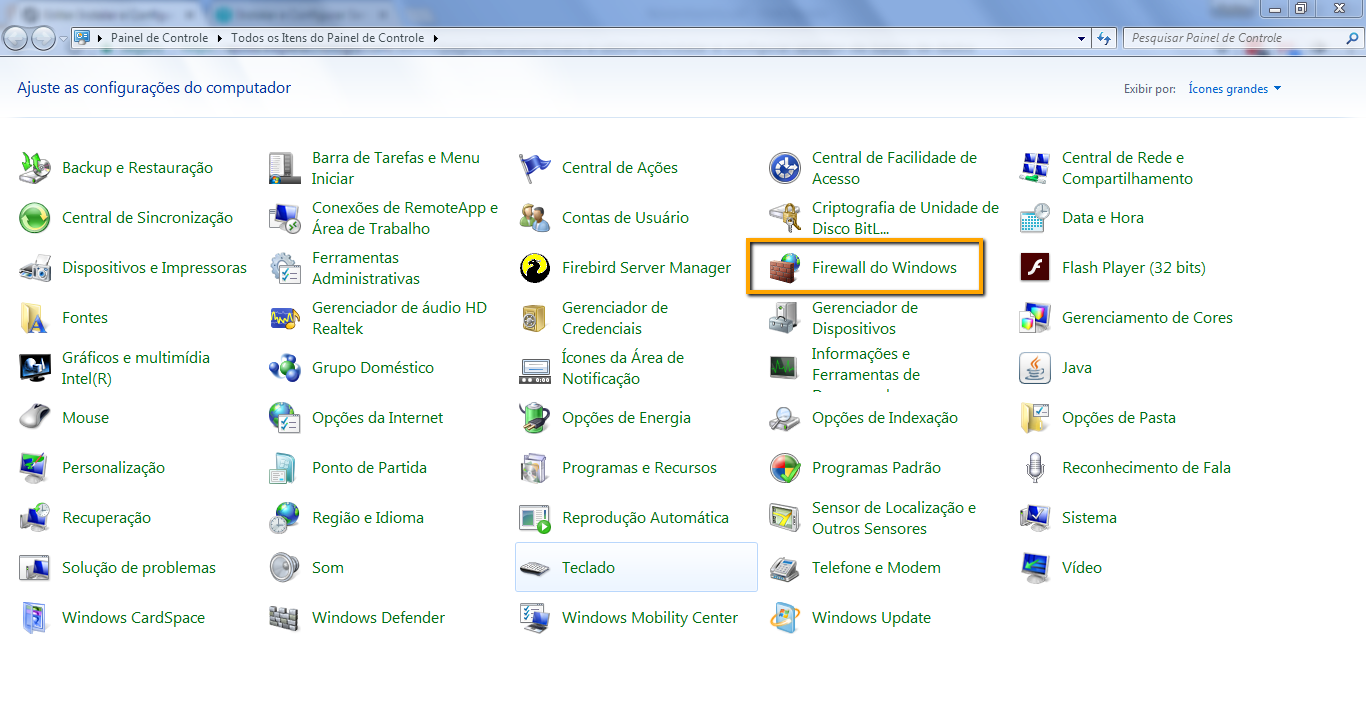 Painel de Controle Todos os Itens do Painel de Controle
Pesquisar Painel de Controle
Ajuste as configurações do computador
Exibir por: Ícones grandes
Backup e Restauração
Barra de Tarefas e Menu
Iniciar
Central de Ações
Central de Facilidade de
Acesso
Central de Rede e
Compartilhamento
Central de Sincronização
Conexões de RemoteApp e
Área de Trabalho
Contas de Usuário
Criptografia de Unidade de
Disco BitL...
Data e Hora
Dispositivos e Impressoras
Ferramentas
Administrativas
Firebird Server Manager
Firewall do Windows
Flash Player (32 bits)
Fontes
Gerenciador de áudio HD
Realtek
Gerenciador de
Credenciais
Gerenciador de
Dispositivos
Gerenciamento de Cores
Gráficos e multimídia
Intel(R)
Grupo Doméstico
Ícones da Área de
Notificação
Informações e
Ferramentas de
Java
Mouse
Opções da Internet
Opções de Energia
Opções de Indexação
Opções de Pasta
Personalização
Ponto de Partida
Programas e Recursos
Programas Padrão
Reconhecimento de Fala
Recuperação
Região e Idioma
Reprodução Automática
Sensor de Localização e
Outros Sensores
Sistema
Solução de problemas
Som
Teclado
Telefone e Modem
Vídeo
Windows CardSpace
Windows Defender
Windows Mobility Center
Windows Update